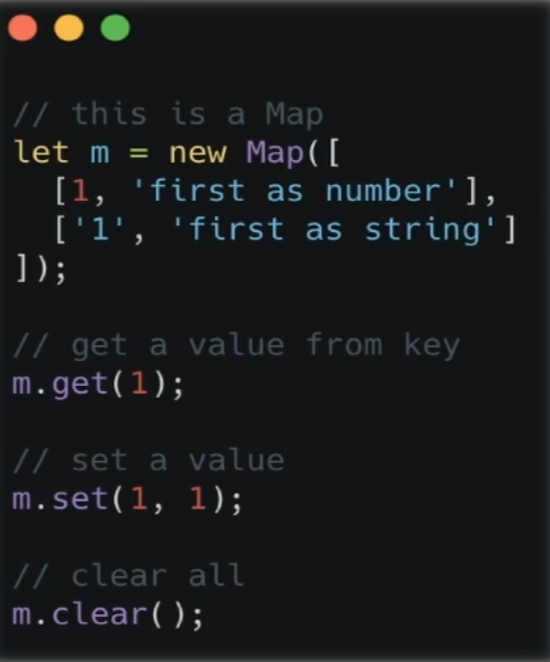 // this is a Map
let m = new Map([
  [1, 'first as number'],
  ['1', 'first as string']
]);

// get a value from key
m.get(1);

// set a value
m.set(1, 1);

// clear all
m.clear();